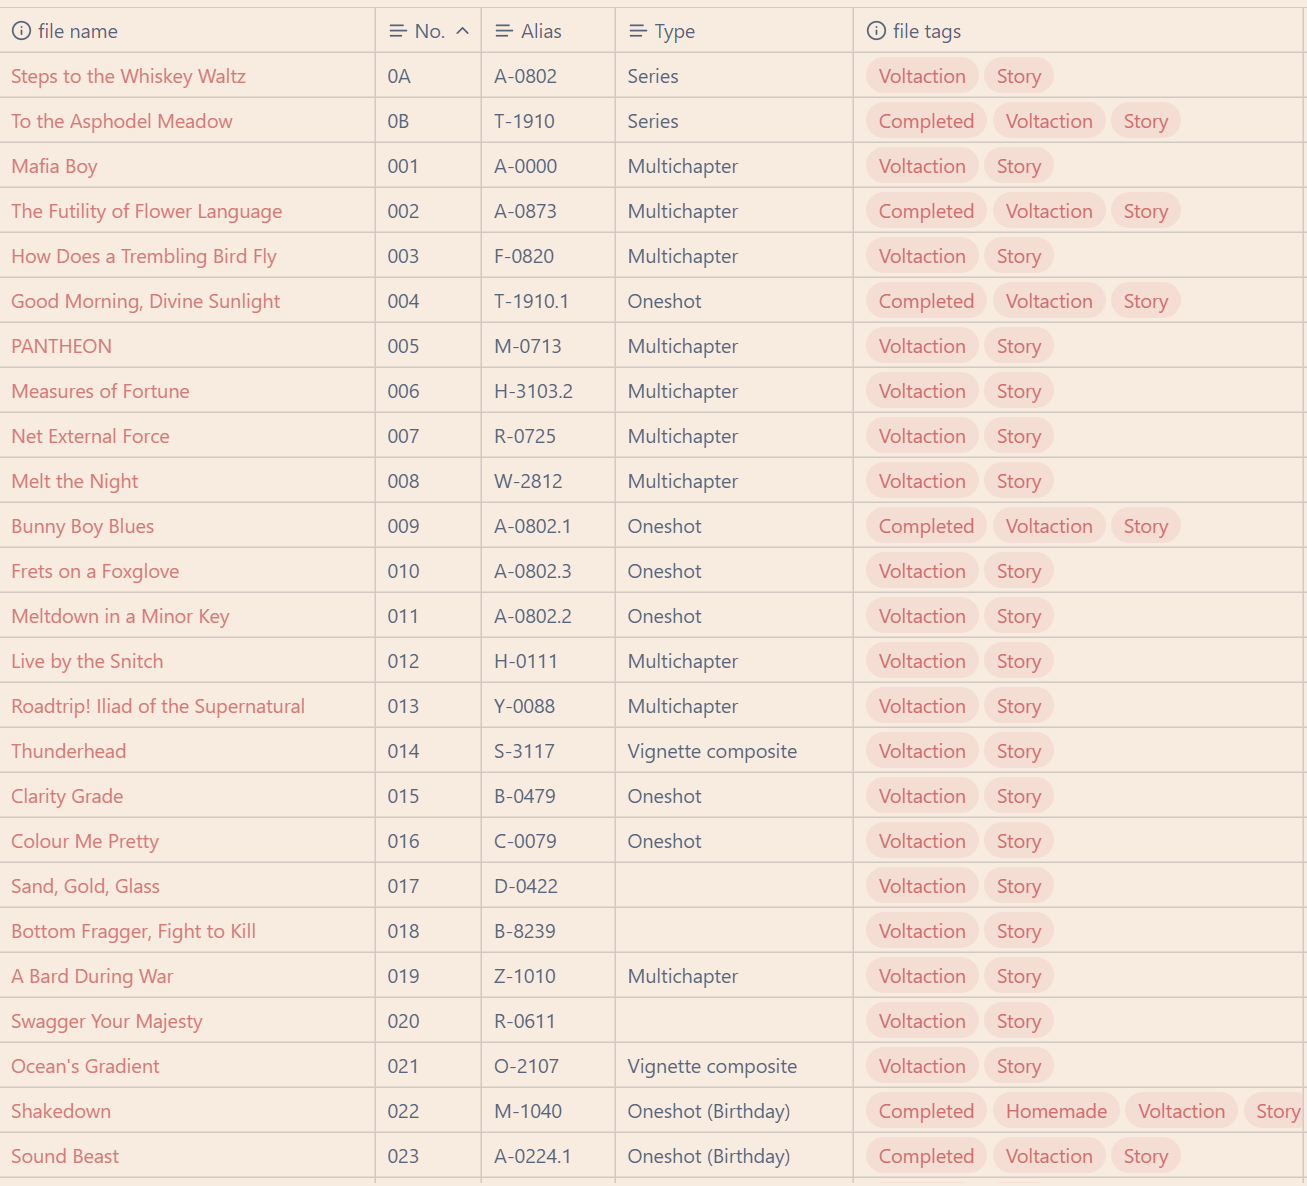 file name No. Alias Type file tags
Steps to the Whiskey Waltz 0A A-0802 Series Voltaction Story
To the Asphodel Meadow 0B T-1910 Series Completed Voltaction Story
Mafia Boy 001 A-0000 Multichapter Voltaction Story
The Futility of Flower Language 002 A-0873 Multichapter Completed Voltaction Story
How Does a Trembling Bird Fly 003 F-0820 Multichapter Voltaction Story
Good Morning, Divine Sunlight 004 T-1910.1 Oneshot Completed Voltaction Story
PANTHEON 005 M-0713 Multichapter Voltaction Story
Measures of Fortune 006 H-3103.2 Multichapter Voltaction Story
Net External Force 007 R-0725 Multichapter Voltaction Story
Melt the Night 008 W-2812 Multichapter Voltaction Story
Bunny Boy Blues 009 A-0802.1 Oneshot Completed Voltaction Story
Frets on a Foxglove 010 A-0802.3 Oneshot Voltaction Story
Meltdown in a Minor Key 011 A-0802.2 Oneshot Voltaction Story
Live by the Snitch 012 H-0111 Multichapter Voltaction Story
Roadtrip! Iliad of the Supernatural 013 Y-0088 Multichapter Voltaction Story
Thunderhead 014 S-3117 Vignette composite Voltaction Story
Clarity Grade 015 B-0479 Oneshot Voltaction Story
Colour Me Pretty 016 C-0079 Oneshot Voltaction Story
Sand, Gold, Glass 017 D-0422 Voltaction Story
Bottom Fragger, Fight to Kill 018 B-8239 Voltaction Story
A Bard During War 019 Z-1010 Multichapter Voltaction Story
Swagger Your Majesty 020 R-0611 Voltaction Story
Ocean's Gradient 021 O-2107 Vignette composite Voltaction Story
Shakedown 022 M-1040 Oneshot (Birthday) Completed Homemade Voltaction Story
Sound Beast 023 A-0224.1 Oneshot (Birthday) Completed Voltaction Story